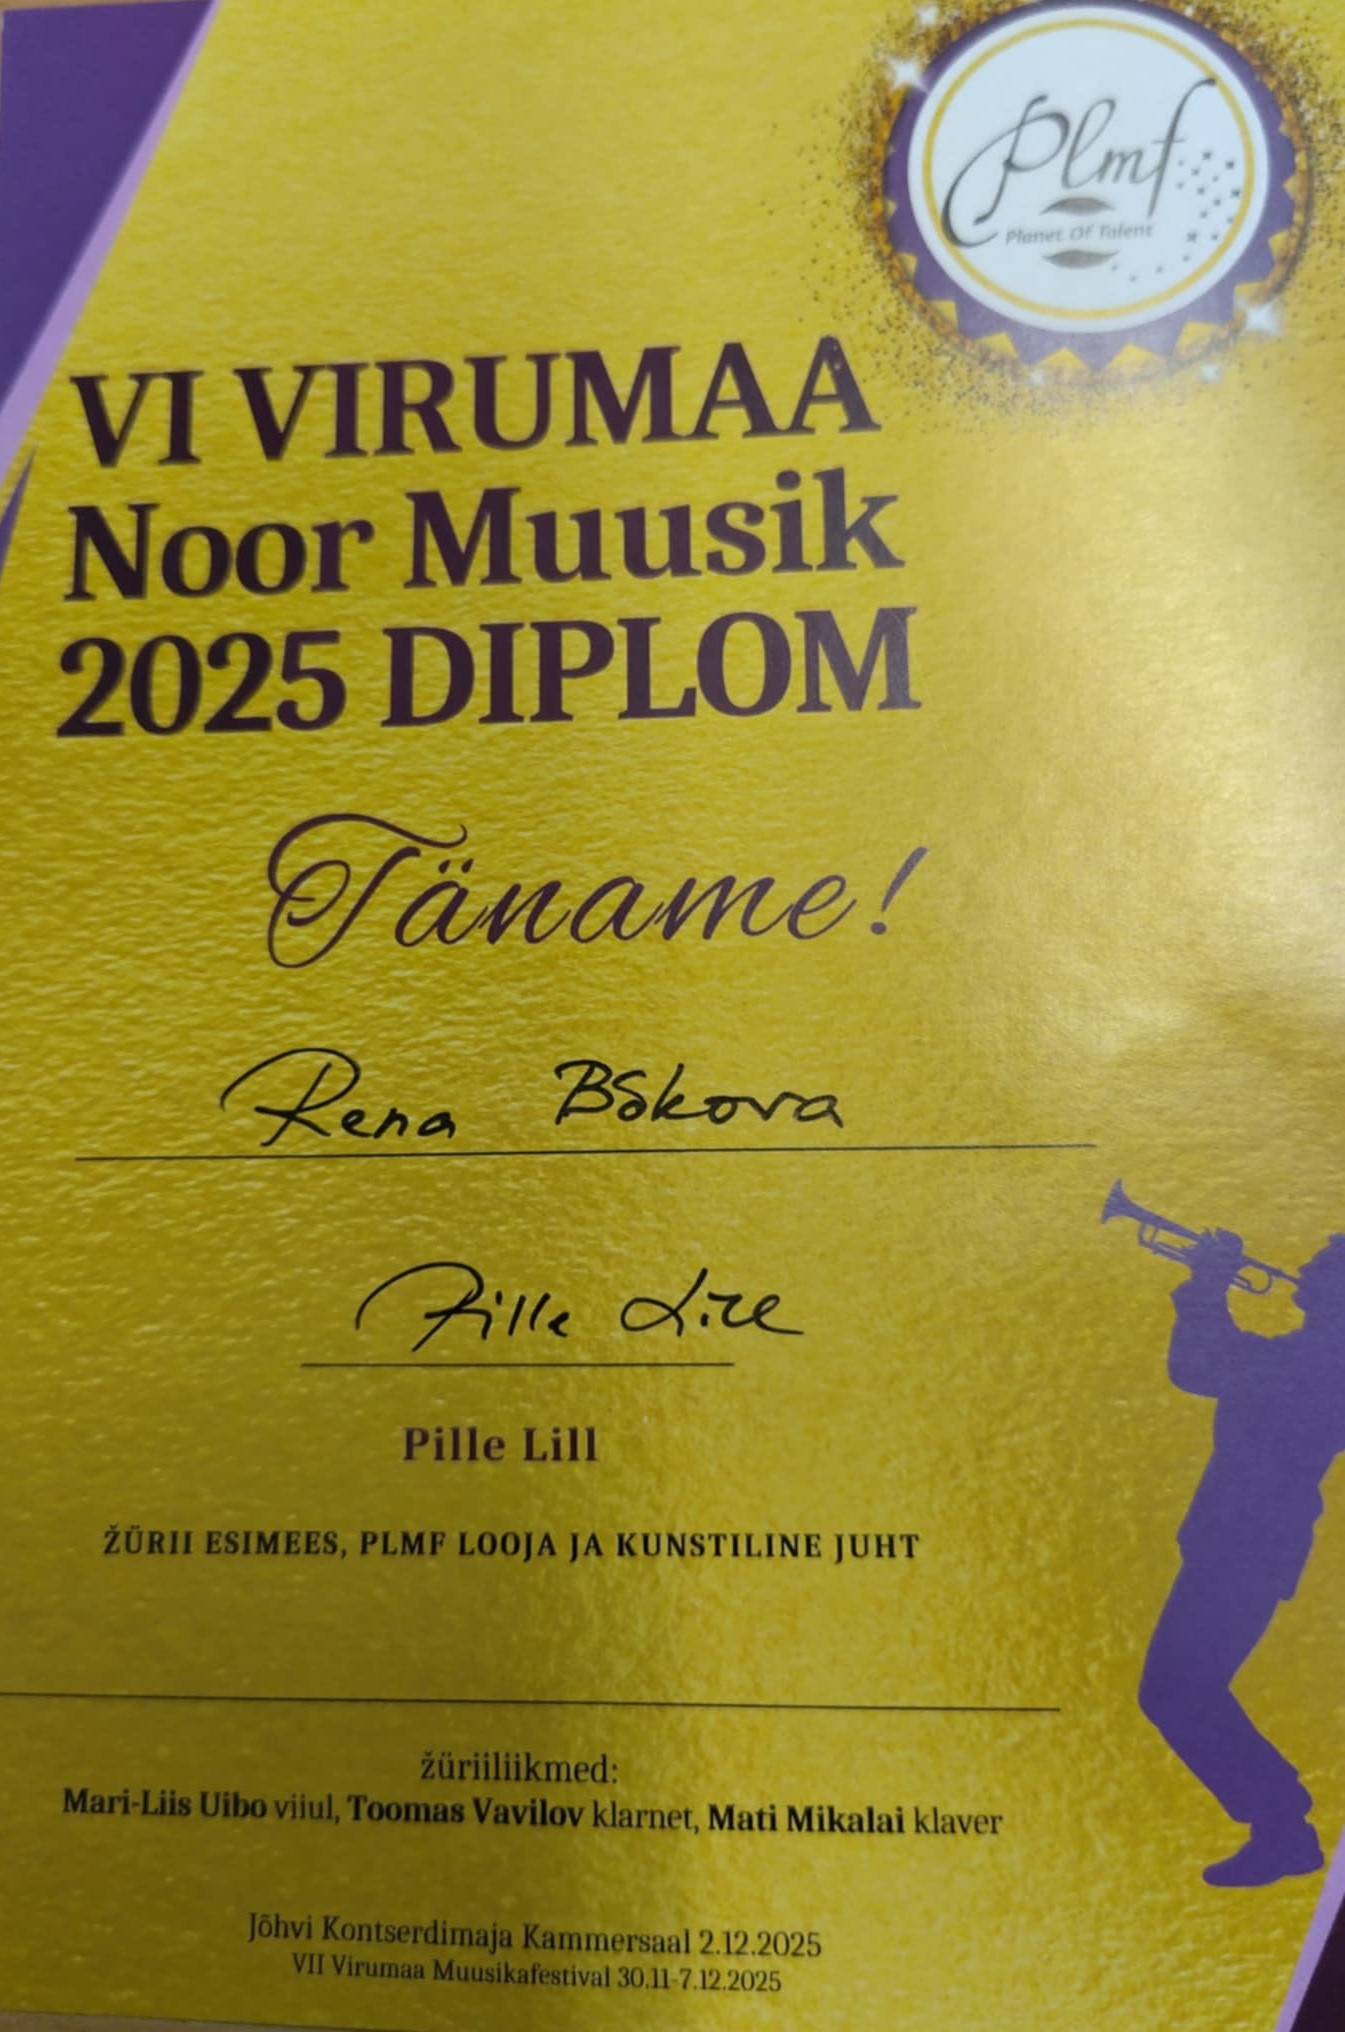 Plmf
Planet Of Talent
VI VIRUMAA
Noor Muusik
2025 DIPLOM
Täname!
Rena
Pille Lill
Pille Lill
ŽÜRII ESIMEES, PLMF LOOJA JA KUNSTILINE JUHT
žüriiliikmed:
Mari-Liis Uibo viiul, Toomas Vavilov klarnet, Mati Mikalai klaver
Jõhvi Kontserdimaja Kammersaal 2.12.2025
VII Virumaa Muusikafestival 30.11-7.12.2025